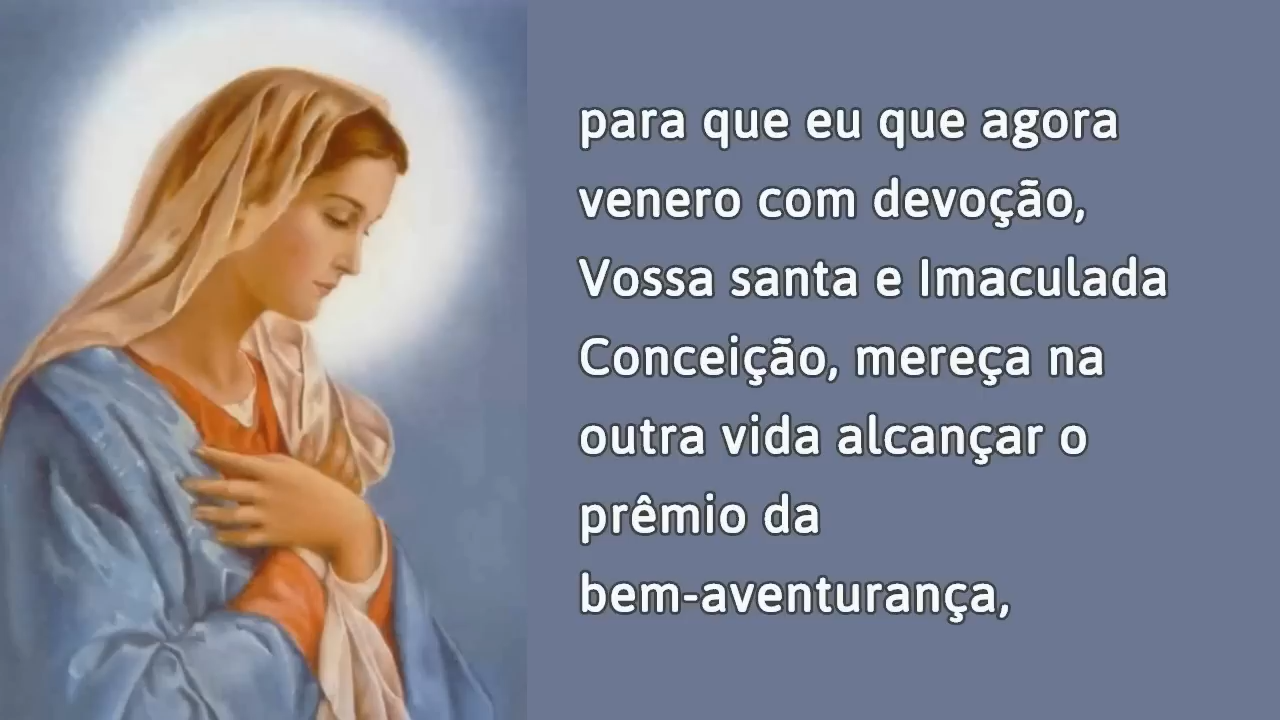 para que eu que agora
venero com devoção,
Vossa santa e Imaculada
Conceição, mereça na
outra vida alcançar o
prêmio da
bem-aventurança,